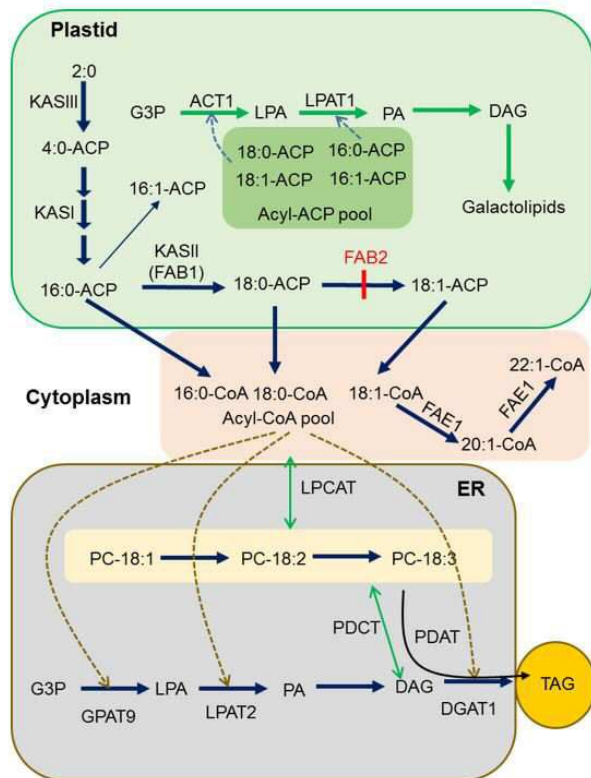 Plastid
2:0
KASIII
4:0-ACP
KASI
16:0-ACP
16:1-ACP
G3P
ACT1
LPA
LPAT1
PA
DAG
18:0-ACP 16:0-ACP
18:1-ACP 16:1-ACP
Acyl-ACP pool
Galactolipids
KASII
(FAB1)
18:0-ACP
FAB2
18:1-ACP
Cytoplasm
16:0-CoA 18:0-CoA
Acyl-CoA pool
18:1-CoA
FAE1
20:1-CoA
FAE1
22:1-CoA
ER
LPCAT
PC-18:1
PC-18:2
PC-18:3
PDCT
PDAT
G3P
GPAT9
LPA
LPAT2
PA
DAG
DGAT1
TAG